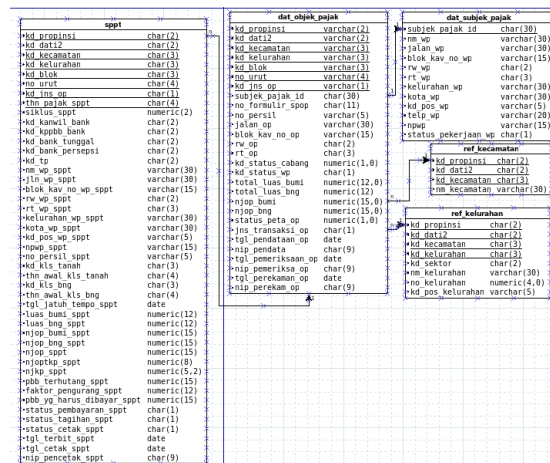 sppt
kd_propinsi char(2)
kd_dati2 char(2)
kd_kecamatan char(3)
kd_kelurahan char(3)
kd_blok char(3)
no_urut char(4)
kd_jns_op char(1)
thn_pajak_sppt char(4)
siklus_sppt numeric(2)
kd_kanwil_bank char(2)
kd_kppbb_bank char(2)
kd_bank_tunggal char(2)
kd_bank_persepsi char(2)
kd_tp char(2)
nm_wp_sppt varchar(30)
jln_wp_sppt varchar(30)
blok_kav_no_wp_sppt varchar(15)
rw_wp_sppt char(2)
rt_wp_sppt char(3)
kelurahan_wp_sppt varchar(30)
kota_wp_sppt varchar(30)
kd_pos_wp_sppt varchar(5)
npwp_sppt varchar(15)
no_persil_sppt varchar(5)
kd_kls_tanah char(3)
thn_awal_kls_tanah char(4)
kd_kls_bng char(3)
thn_awal_kls_bng char(4)
tgl_jatuh_tempo_sppt date
luas_bumi_sppt numeric(12)
luas_bng_sppt numeric(12)
njop_bumi_sppt numeric(15)
njop_bng_sppt numeric(15)
njop_sppt numeric(15)
njoptkp_sppt numeric(8)
njkp_sppt numeric(5,2)
pbb_terhutang_sppt numeric(15)
faktor_pengurang_sppt numeric(12)
pbb_yg_harus_dibayar_sppt numeric(15)
status_pembayaran_sppt char(1)
status_tagihan_sppt char(1)
status_cetak_sppt char(1)
tgl_terbit_sppt date
tgl_cetak_sppt date
nip_pencetak_sppt char(9)
dat_objek_pajak
kd_propinsi varchar(2)
kd_dati2 varchar(2)
kd_kecamatan varchar(3)
kd_kelurahan varchar(3)
kd_blok varchar(3)
no_urut varchar(4)
kd_jns_op varchar(1)
subjek_pajak_id char(30)
no_formulir_spop char(11)
no_persil varchar(5)
jalan_op varchar(30)
blok_kav_no_op varchar(15)
rw_op char(2)
rt_op char(3)
kd_status_cabang numeric(1,0)
kd_status_wp char(1)
total_luas_bumi numeric(12,0)
total_luas_bng numeric(12)
njop_bumi numeric(15,0)
njop_bng numeric(15,0)
status_peta_op numeric(1,0)
jns_transaksi_op char(1)
tgl_pendataan_op date
nip_pendata char(9)
tgl_pemeriksaan_op date
nip_pemeriksa_op char(9)
tgl_perekaman_op date
nip_perekam_op char(9)
dat_subjek_pajak
subjek_pajak_id char(30)
nm_wp varchar(30)
jalan_wp varchar(30)
blok_kav_no_wp varchar(15)
rw_wp char(2)
rt_wp char(3)
kelurahan_wp varchar(30)
kota_wp varchar(30)
kd_pos_wp varchar(5)
telp_wp varchar(20)
npwp varchar(15)
status_pekerjaan_wp char(1)
ref_kecamatan
kd_propinsi char(2)
kd_dati2 char(2)
kd_kecamatan char(3)
nm_kecamatan varchar(30)
ref_kelurahan
kd_propinsi char(2)
kd_dati2 char(2)
kd_kecamatan char(3)
kd_kelurahan char(3)
kd_sektor char(2)
nm_kelurahan varchar(30)
no_kelurahan numeric(4,0)
kd_pos_kelurahan varchar(5)